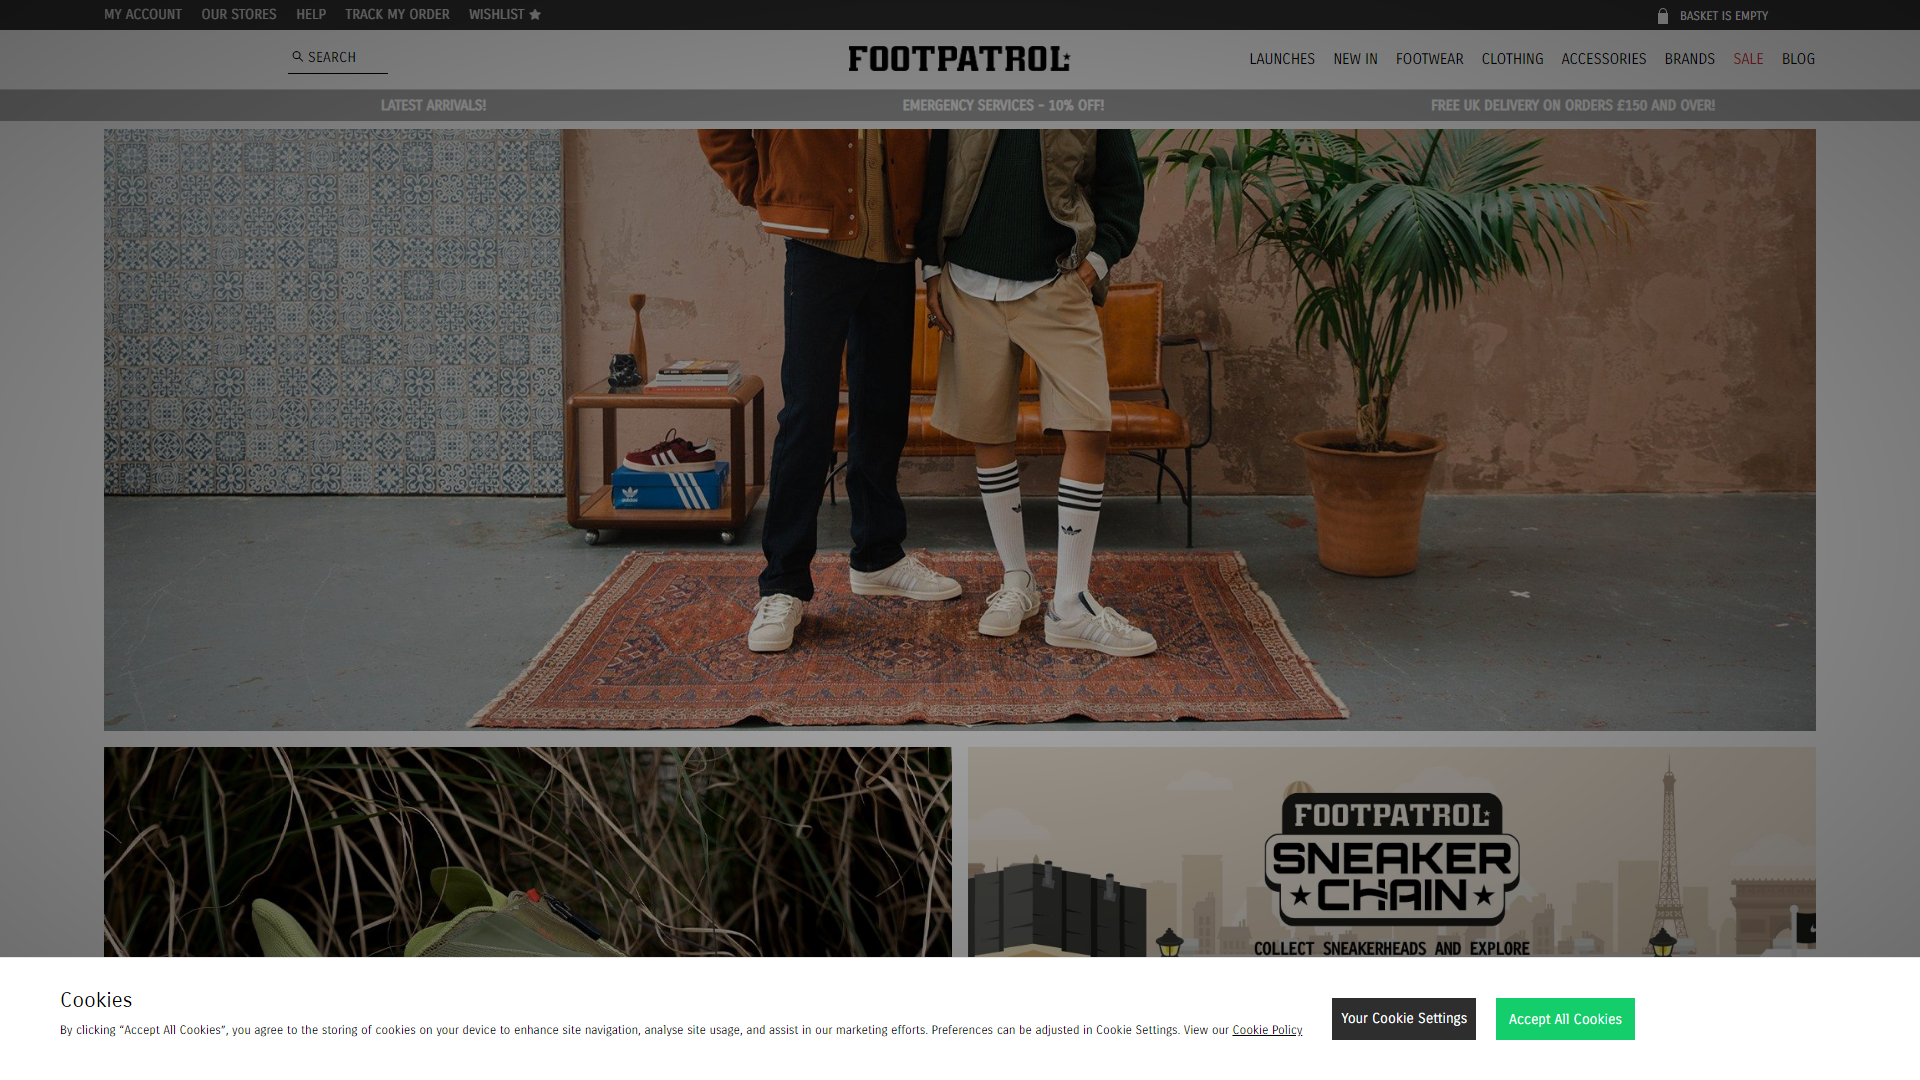 MY ACCOUNT OUR STORES HELP TRACK MY ORDER WISHLIST BASKET IS EMPTY
SEARCH FOOTPATROL LAUNCHES NEW IN FOOTWEAR CLOTHING ACCESSORIES BRANDS SALE BLOG
LATEST ARRIVALS! EMERGENCY SERVICES - 10% OFF! FREE UK DELIVERY ON ORDERS £150 AND OVER!
FOOTPATROL
SNEAKER
CHAIN
COLLECT SNEAKERHEADS AND EXPLORE
Cookies
By clicking “Accept All Cookies”, you agree to the storing of cookies on your device to enhance site navigation, analyse site usage, and assist in our marketing efforts. Preferences can be adjusted in Cookie Settings. View our Cookie Policy
Your Cookie Settings Accept All Cookies